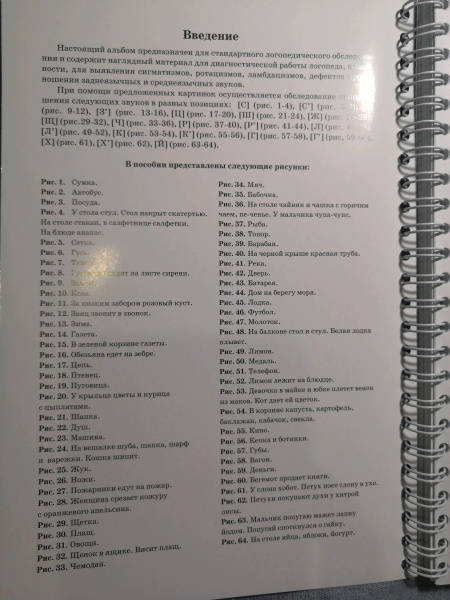 Введение
Настоящий альбом предназначен для стандартного логопедического обследова-
ния и содержит наглядный материал для диагностической работы логопеда, в
ности, для выявления сигматизмов, ротацизмов, ламбдацизмов, дефектов
ношения заднеязычных и среднеязычных звуков.
При помощи предложенных картинок осуществляется обследование
шения следующих звуков в разных позициях: [С] (рис. 1-4), [С'] (рис.
(рис. 9-12), [З'] (рис. 13-16), [Ц] (рис. 17-20), [Ш] (рис. 21-24), [Ж] (рис.
[Щ] (рис.29-32), [Ч] (рис. 33-36), [Р] (рис. 37-40), [Р'] (рис. 41-44), [Л] (рис.
[Л'] (рис. 49-52), [К] (рис. 53-54), [К'] (рис. 55-56), [Г] (рис. 57-58), [Г'] (рис. 59-
[Х] (рис. 61), [Х'] (рис. 62), [Й] (рис. 63-64).
В пособии представлены следующие рисунки:
Рис. 1. Сумка.
Рис. 2. Автобус.
Рис. 3. Посуда.
Рис. 4. У стола стул. Стол накрыт скатертью.
На столе стакан, в салфетнице салфетки.
На блюде ананас.
Рис. 5. Сетка.
Рис. 6. Гусь.
Рис. 7.
Рис. 8. на листе сирени.
Рис. 9.
Рис. 10. Коза.
Рис. 11. За низким забором розовый куст.
Рис. 12. Заяц звонит в звонок.
Рис. 13. Зима.
Рис. 14. Газета.
Рис. 15. В зеленой корзине газеты.
Рис. 16. Обезьяна едет на зебре.
Рис. 17. Цепь.
Рис. 18. Птенец.
Рис. 19. Пуговица.
Рис. 20. У крыльца цветы и курица
с цыплятами.
Рис. 21. Шапка.
Рис. 22. Душ.
Рис. 23. Машина.
Рис. 24. На вешалке шуба, шапка, шарф
и варежки. Кошка шипит.
Рис. 25. Жук.
Рис. 26. Ножи.
Рис. 27. Пожарники едут на пожар.
Рис. 28. Женщина срезает кожуру
с оранжевого апельсина.
Рис. 29. Щетка.
Рис. 30. Плащ.
Рис. 31. Овощи.
Рис. 32. Щенок в ящике. Висит плащ.
Рис. 33. Чемодан.
Рис. 34. Мяч.
Рис. 35. Бабочка.
Рис. 36. На столе чайник и чашка с горячим
чаем, пе-ченье. У мальчика чупа-чупс.
Рис. 37. Рыба.
Рис. 38. Топор.
Рис. 39. Барабан.
Рис. 40. На черной крыше красная труба.
Рис. 41. Река.
Рис. 42. Дверь.
Рис. 43. Батарея.
Рис. 44. Дом на берегу моря.
Рис. 45. Лодка.
Рис. 46. Футбол.
Рис. 47. Молоток.
Рис. 48. На балконе стол и стул. Белая лодка
плывет.
Рис. 49. Лимон.
Рис. 50. Медаль.
Рис. 51. Телефон.
Рис. 52. Лимон лежит на блюдце.
Рис. 53. Девочка в майке и юбке плетет венок
из маков. Кот дает ей цветок.
Рис. 54. В корзине капуста, картофель,
баклажан, кабачок, свекла.
Рис. 55. Кино.
Рис. 56. Кепка и ботинки.
Рис. 57. Губы.
Рис. 58. Вагон.
Рис. 59. Деньги.
Рис. 60. Бегемот продает книги.
Рис. 61. У слона хобот. Петух поет слону в ухо.
Рис. 62. Петухи покупают духи у хитрой
лисы.
Рис. 63. Мальчик попугаю мажет лапку
йодом. Попугай споткнулся о гайку.
Рис. 64. На столе яйца, яблоки, йогурт.